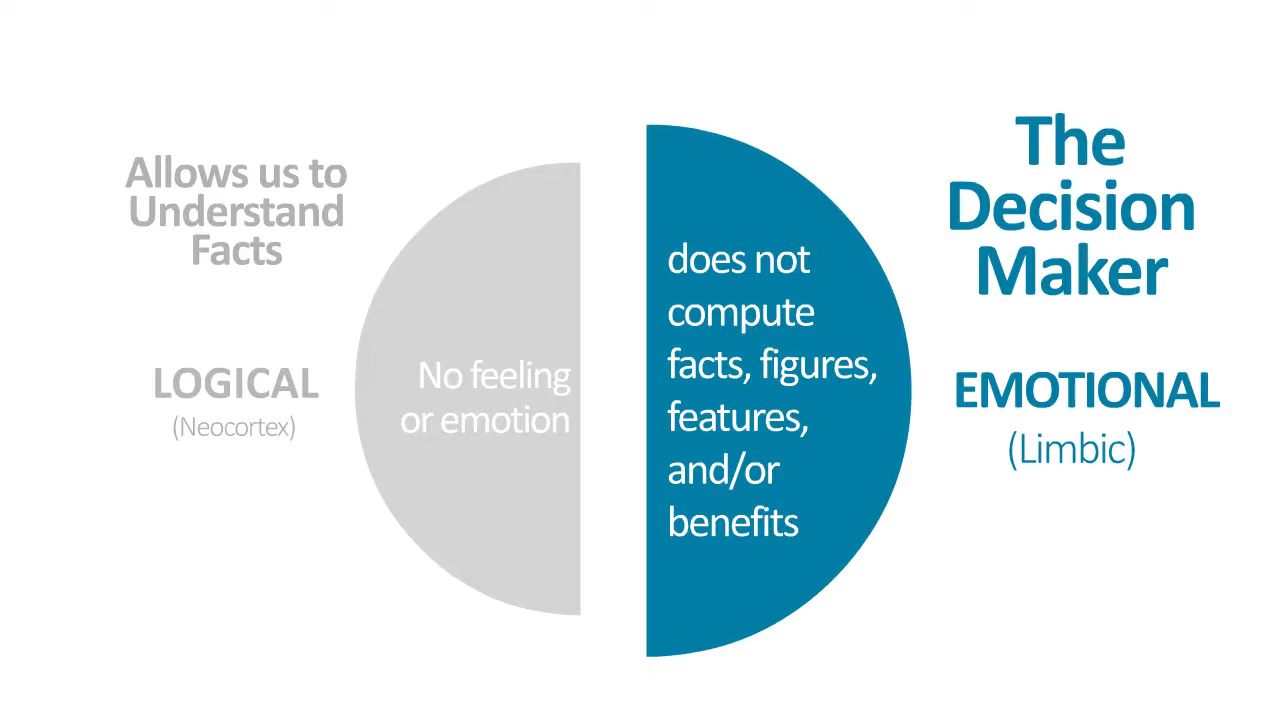 Allows us to
Understand
Facts
LOGICAL
(Neocortex)
No feeling
or emotion
does not
compute
facts, figures,
features,
and/or
benefits
The
Decision
Maker
EMOTIONAL
(Limbic)